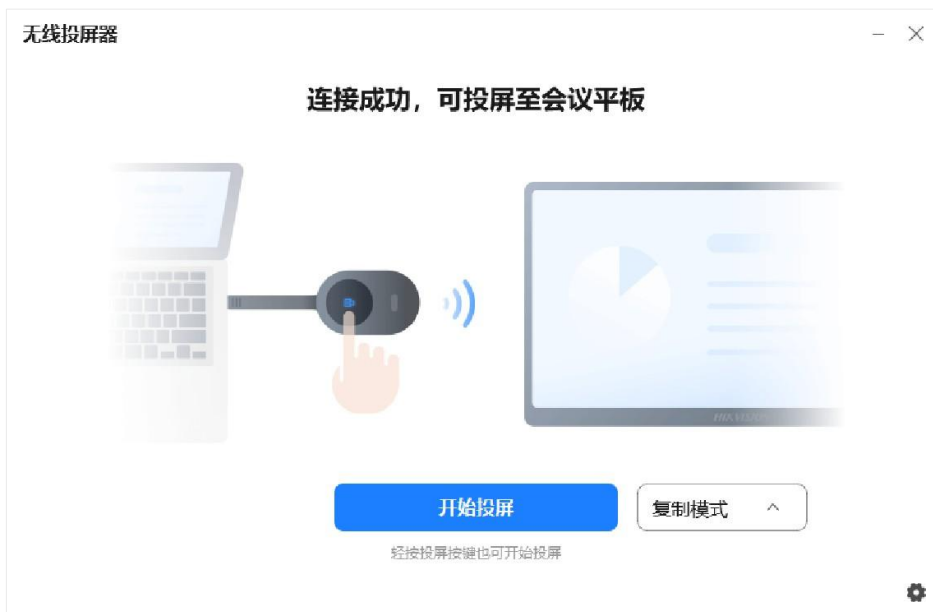 无线投屏器
连接成功，可投屏至会议平板
HIKVISION
开始投屏
复制模式
轻按投屏按键也可开始投屏